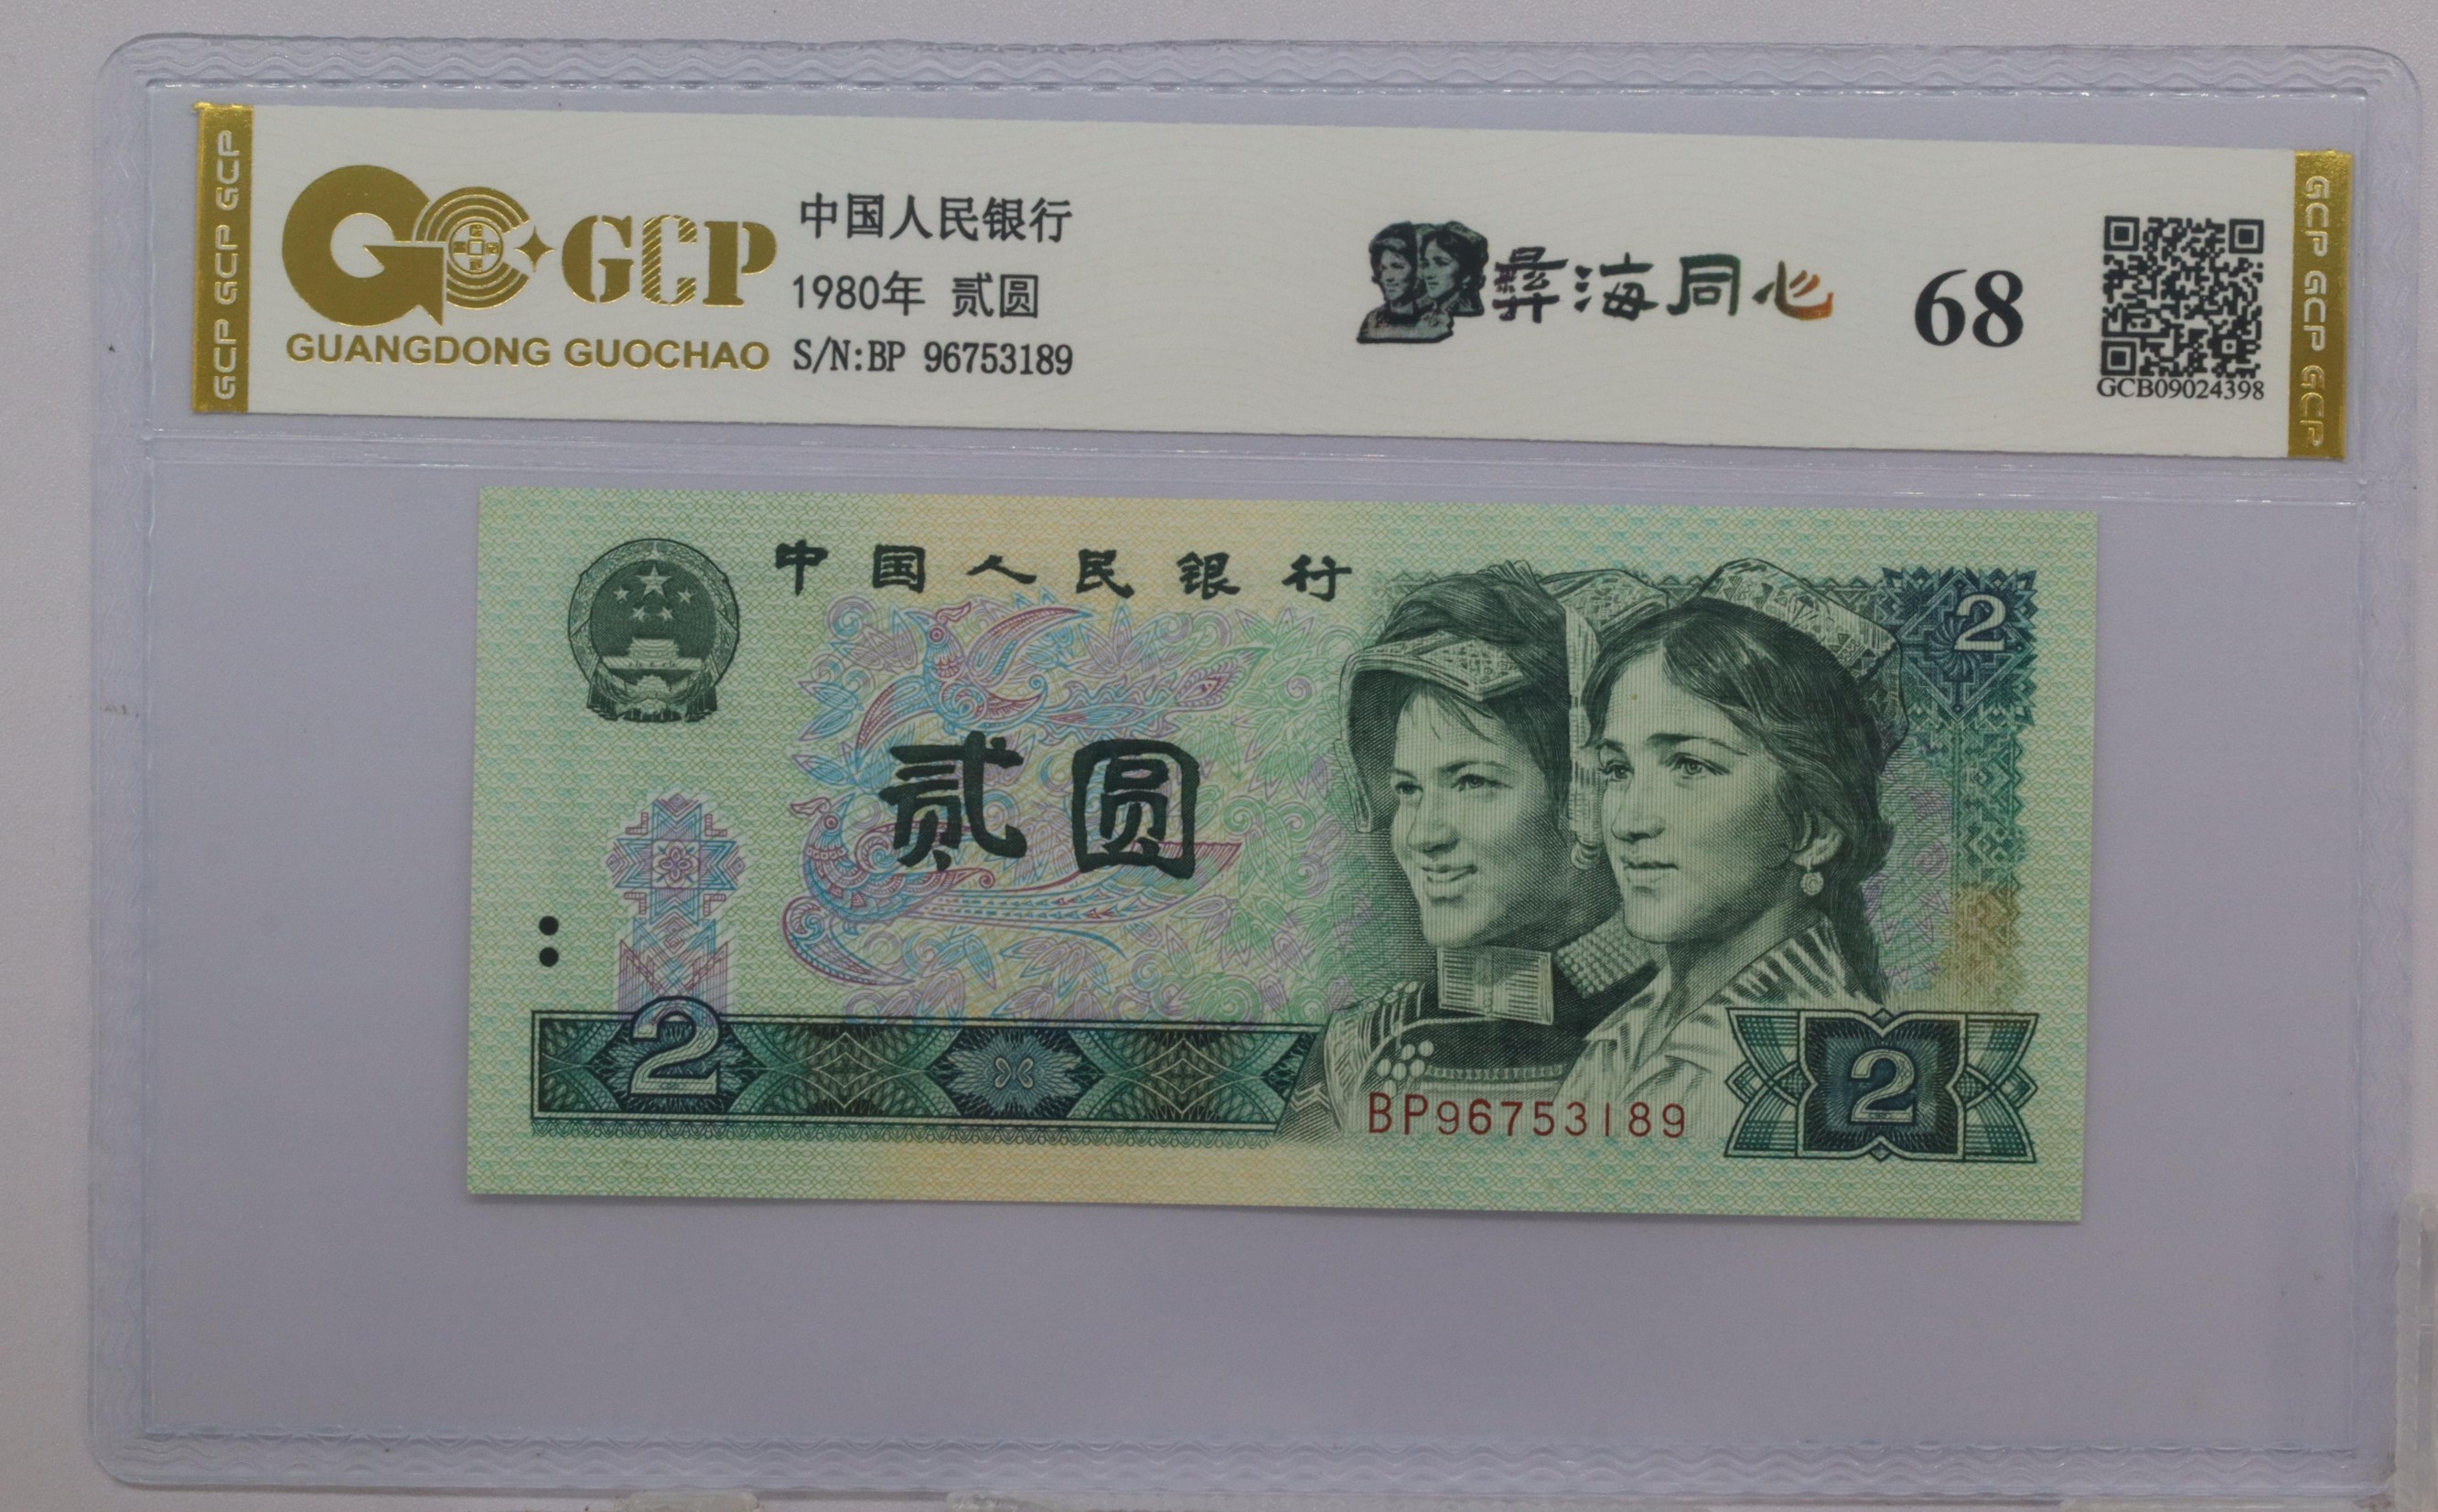 GCP GCP GCP
GCP
GUANGDONG GUOCHAO
中国人民银行
1980年 贰圆
S/N:BP 96753189
彝海同心
68
GCB09024398
GCP GCP GCP
中国人民银行
2
贰圆
2
BP96753189
2